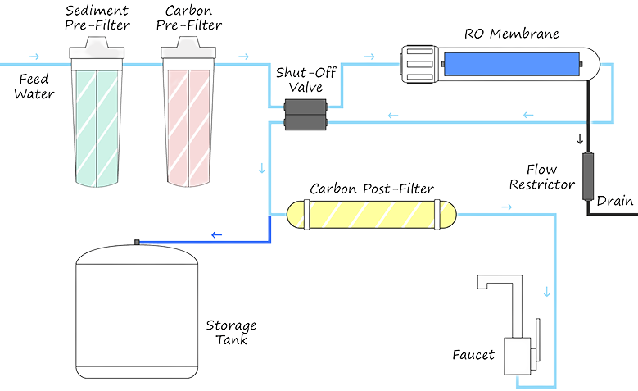 Sediment
Pre-Filter
Carbon
Pre-Filter
RO Membrane
Feed
Water
Shut-Off
Valve
Flow
Restrictor
Drain
Carbon Post-Filter
Storage
Tank
Faucet